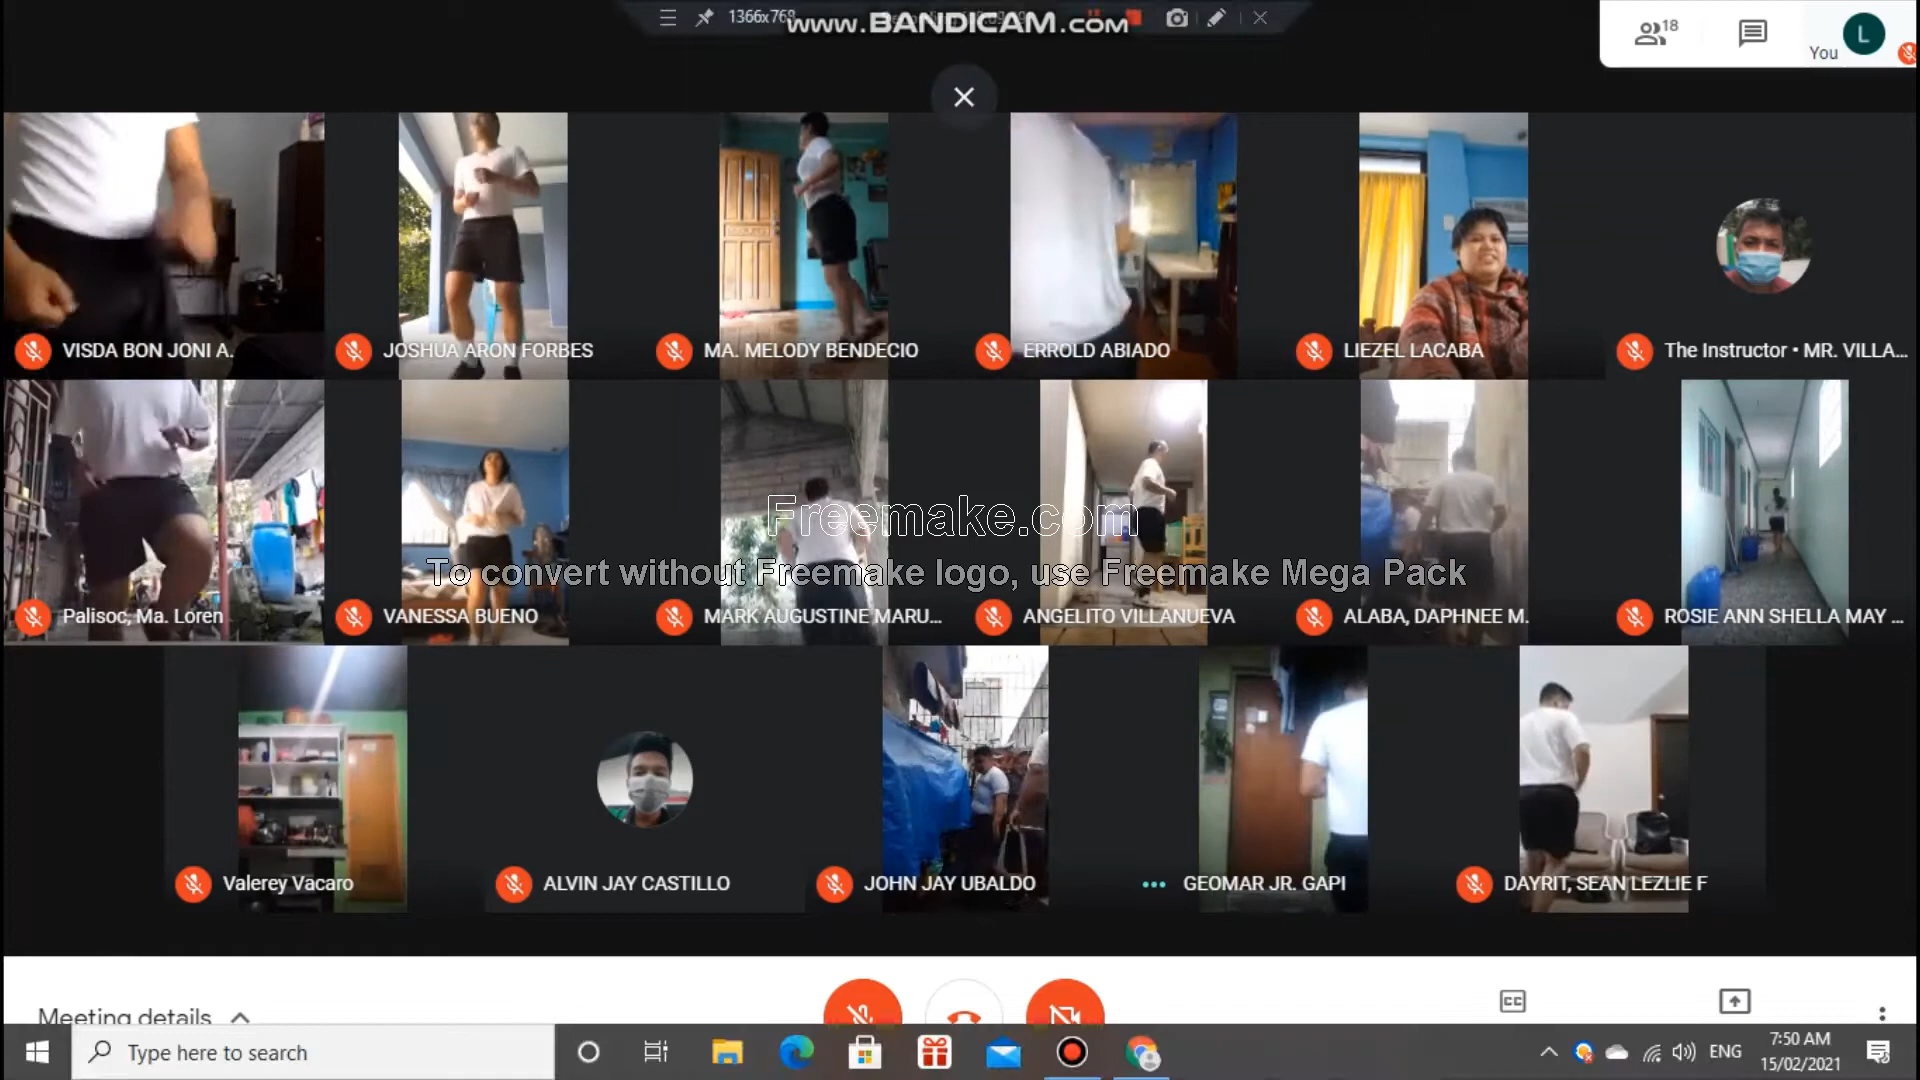 1366x768
www.BANDICAM.com
18
You
L
VISDA BON JONI A.
JOSHUA ARON FORBES
MA. MELODY BENDECIO
ERROLD ABIADO
LIEZEL LACABA
The Instructor • MR. VILLA...
Palisoc, Ma. Loren
VANESSA BUENO
MARK AUGUSTINE MARU...
ANGELITO VILLANUEVA
ALABA, DAPHNEE M.
ROSIE ANN SHELLA MAY ...
Freemake.com
To convert without Freemake logo, use Freemake Mega Pack
Valerey Vacaro
ALVIN JAY CASTILLO
JOHN JAY UBALDO
GEOMAR JR. GAPI
DAYRIT, SEAN LEZLIE F
Meeting details
CC
Type here to search
ENG
7:50 AM
15/02/2021